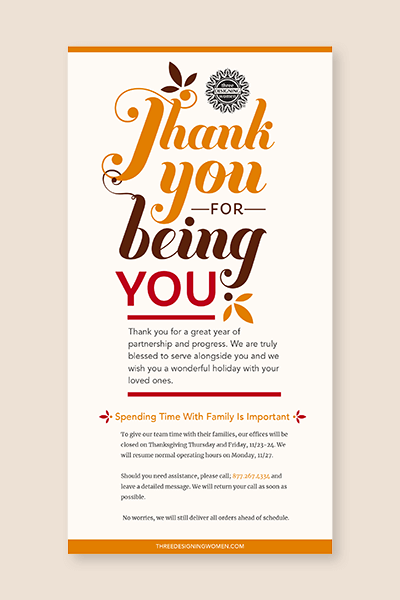 Three
DESIGNING
Women
Thank
you
FOR
being
YOU
Thank you for a great year of
partnership and progress. We are truly
blessed to serve alongside you and we
wish you a wonderful holiday with your
loved ones.
Spending Time With Family Is Important
To give our team time with their families, our offices will be
closed on Thanksgiving Thursday and Friday, 11/23-24. We
will resume normal operating hours on Monday, 11/27.
Should you need assistance, please call; 877.267.4334 and
leave a detailed message. We will return your call as soon as
possible.
No worries, we will still deliver all orders ahead of schedule.
THREEDESIGNINGWOMEN.COM